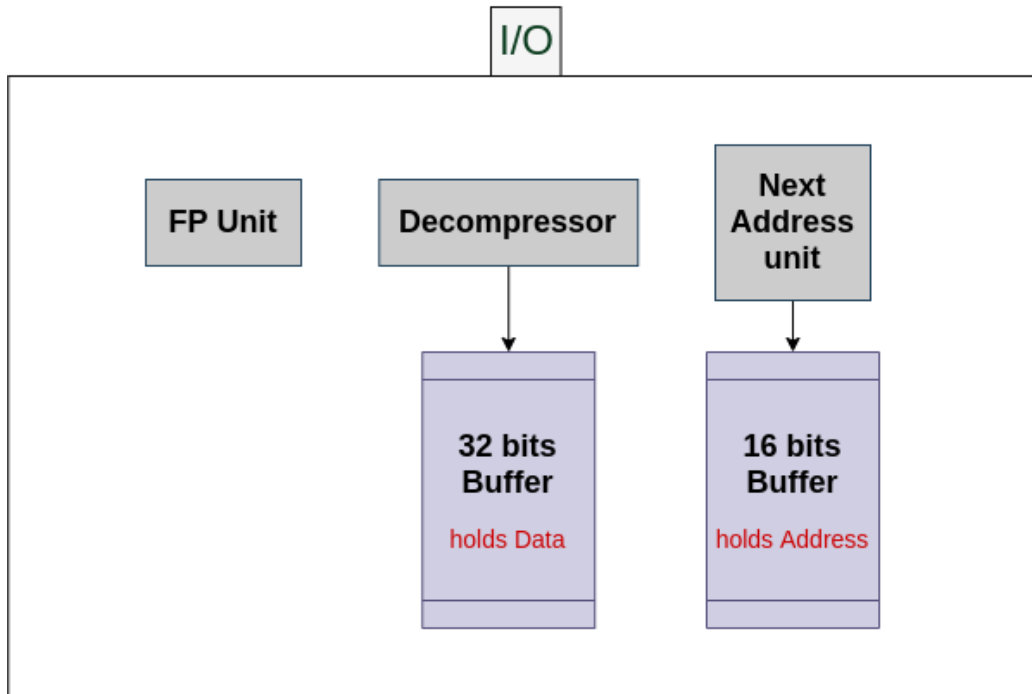 I/O
FP Unit
Decompressor
Next
Address
unit
32 bits
Buffer
holds Data
16 bits
Buffer
holds Address